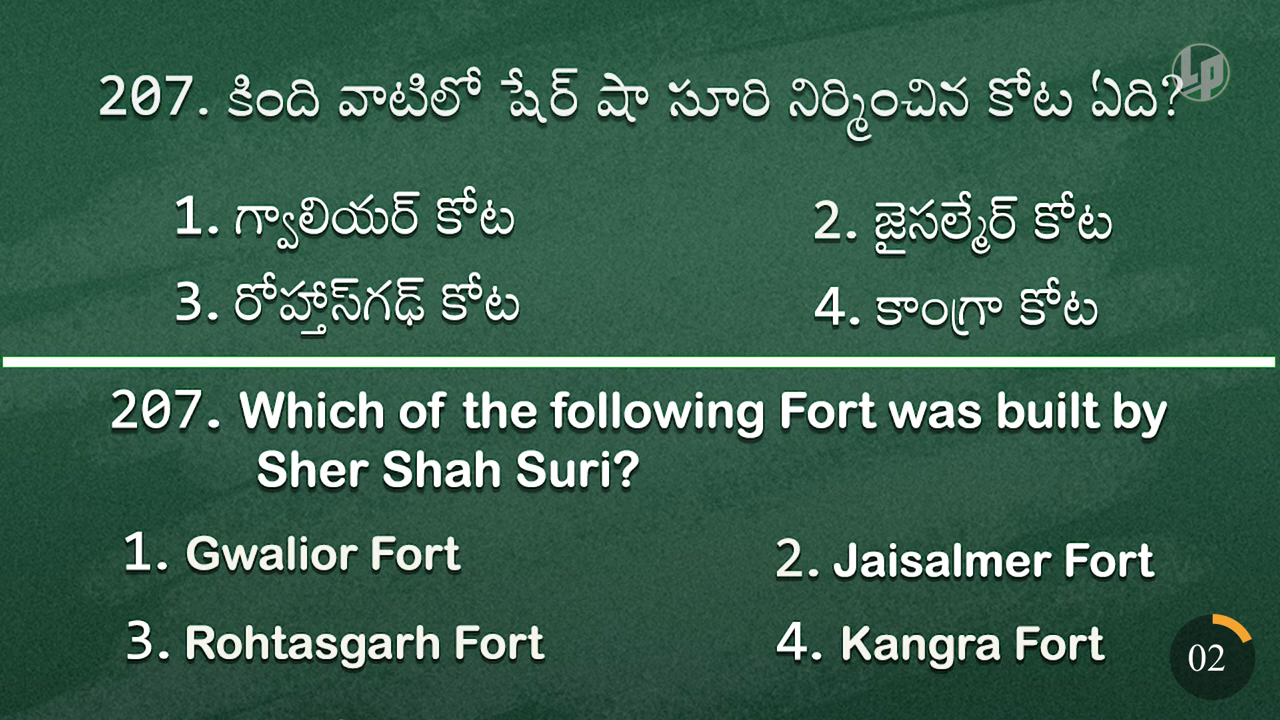 207. కింది వాటిలో షేర్ షా సూరి నిర్మించిన కోట ఏది?
LP
1. గ్వాలియర్ కోట
2. జైసల్మేర్ కోట
3. రోహ్తాస్‌గఢ్ కోట
4. కాంగ్రా కోట
207. Which of the following Fort was built by
Sher Shah Suri?
1. Gwalior Fort
2. Jaisalmer Fort
3. Rohtasgarh Fort
4. Kangra Fort
02